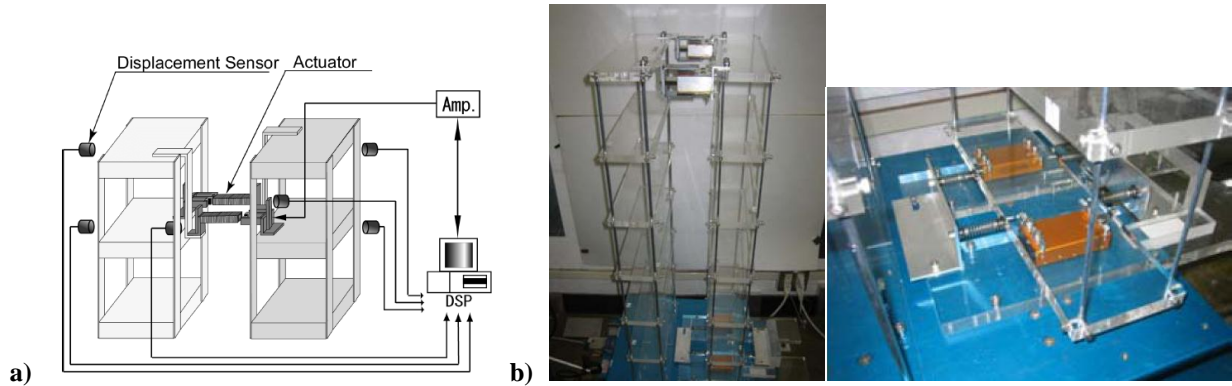 Displacement Sensor
Actuator
Amp.
DSP
a)
b)